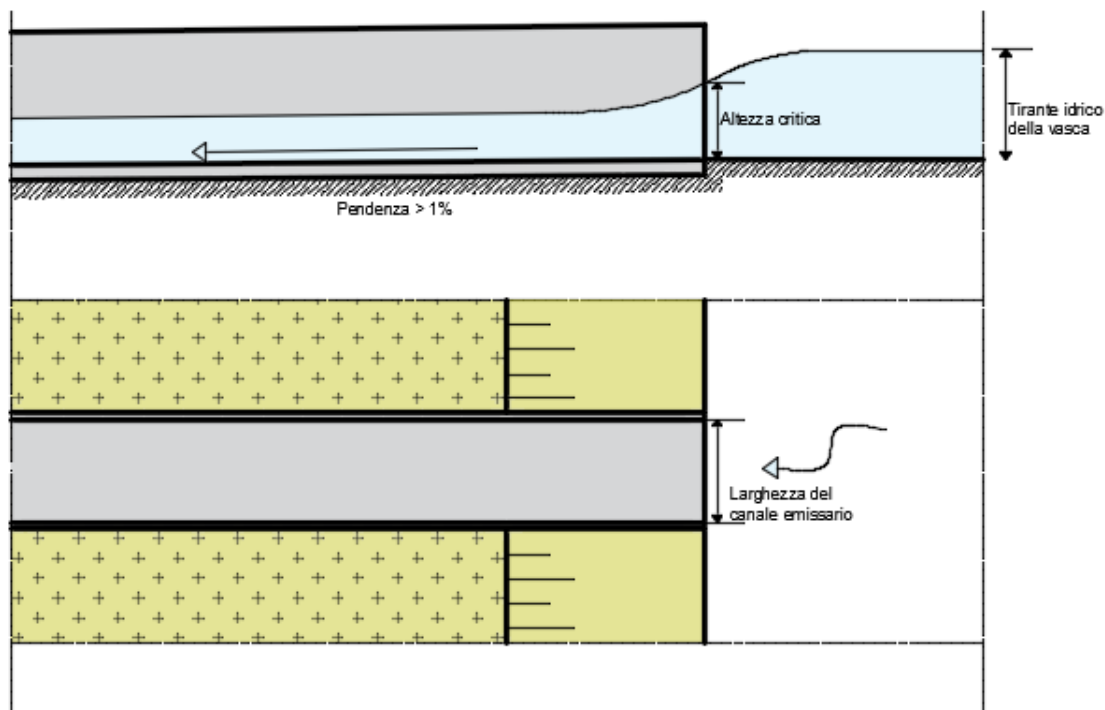 Altezza critica
Tirante idrico
della vasca
Pendenza > 1%
Larghezza del
canale emissario